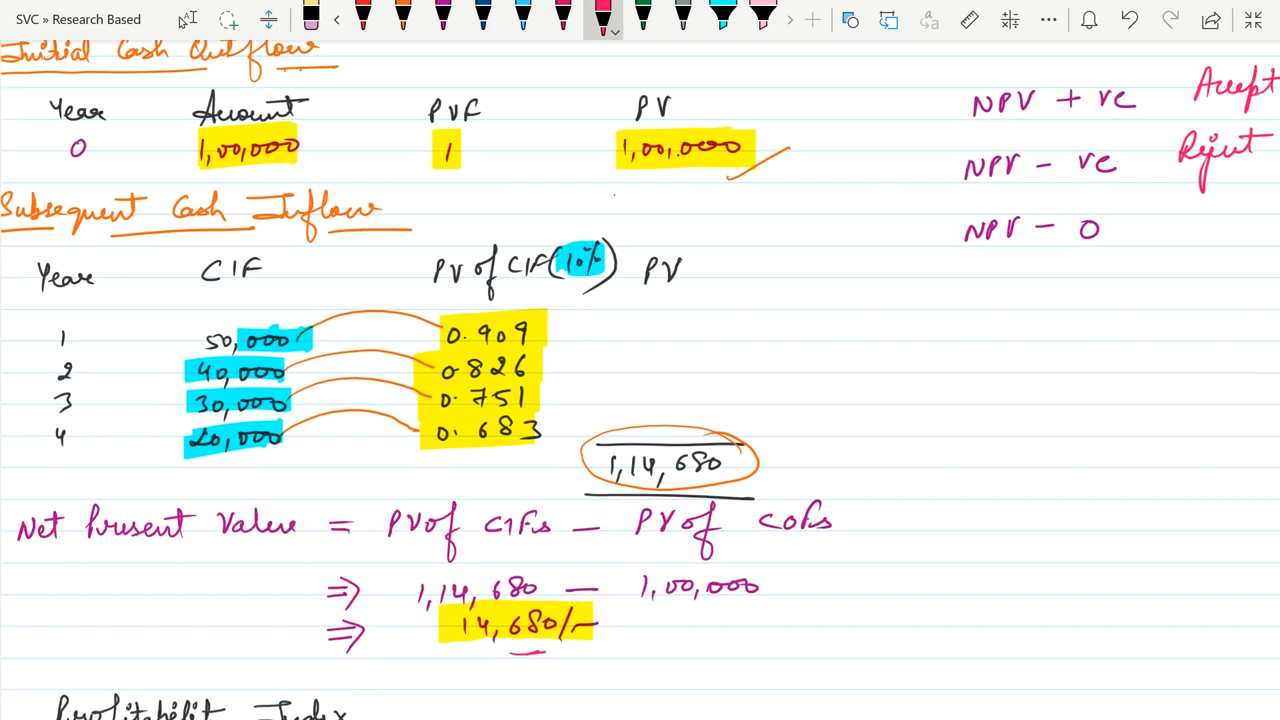 SVC » Research Based
Initial Cash Outflow
Year Amount PVF PV
0 1,00,000 1 1,00,000
NPV + ve Accept
NPV - ve Reject
NPV - 0
Subsequent Cash Inflow
Year CIF PV of CIF (10%) PV
1 50,000 0.909
2 40,000 0.826
3 30,000 0.751
4 20,000 0.683
1,14,680
Net Present Value = PV of CIFs - PV of COFs
⇒ 1,14,680 - 1,00,000
⇒ 14,680/-
Profitability Index